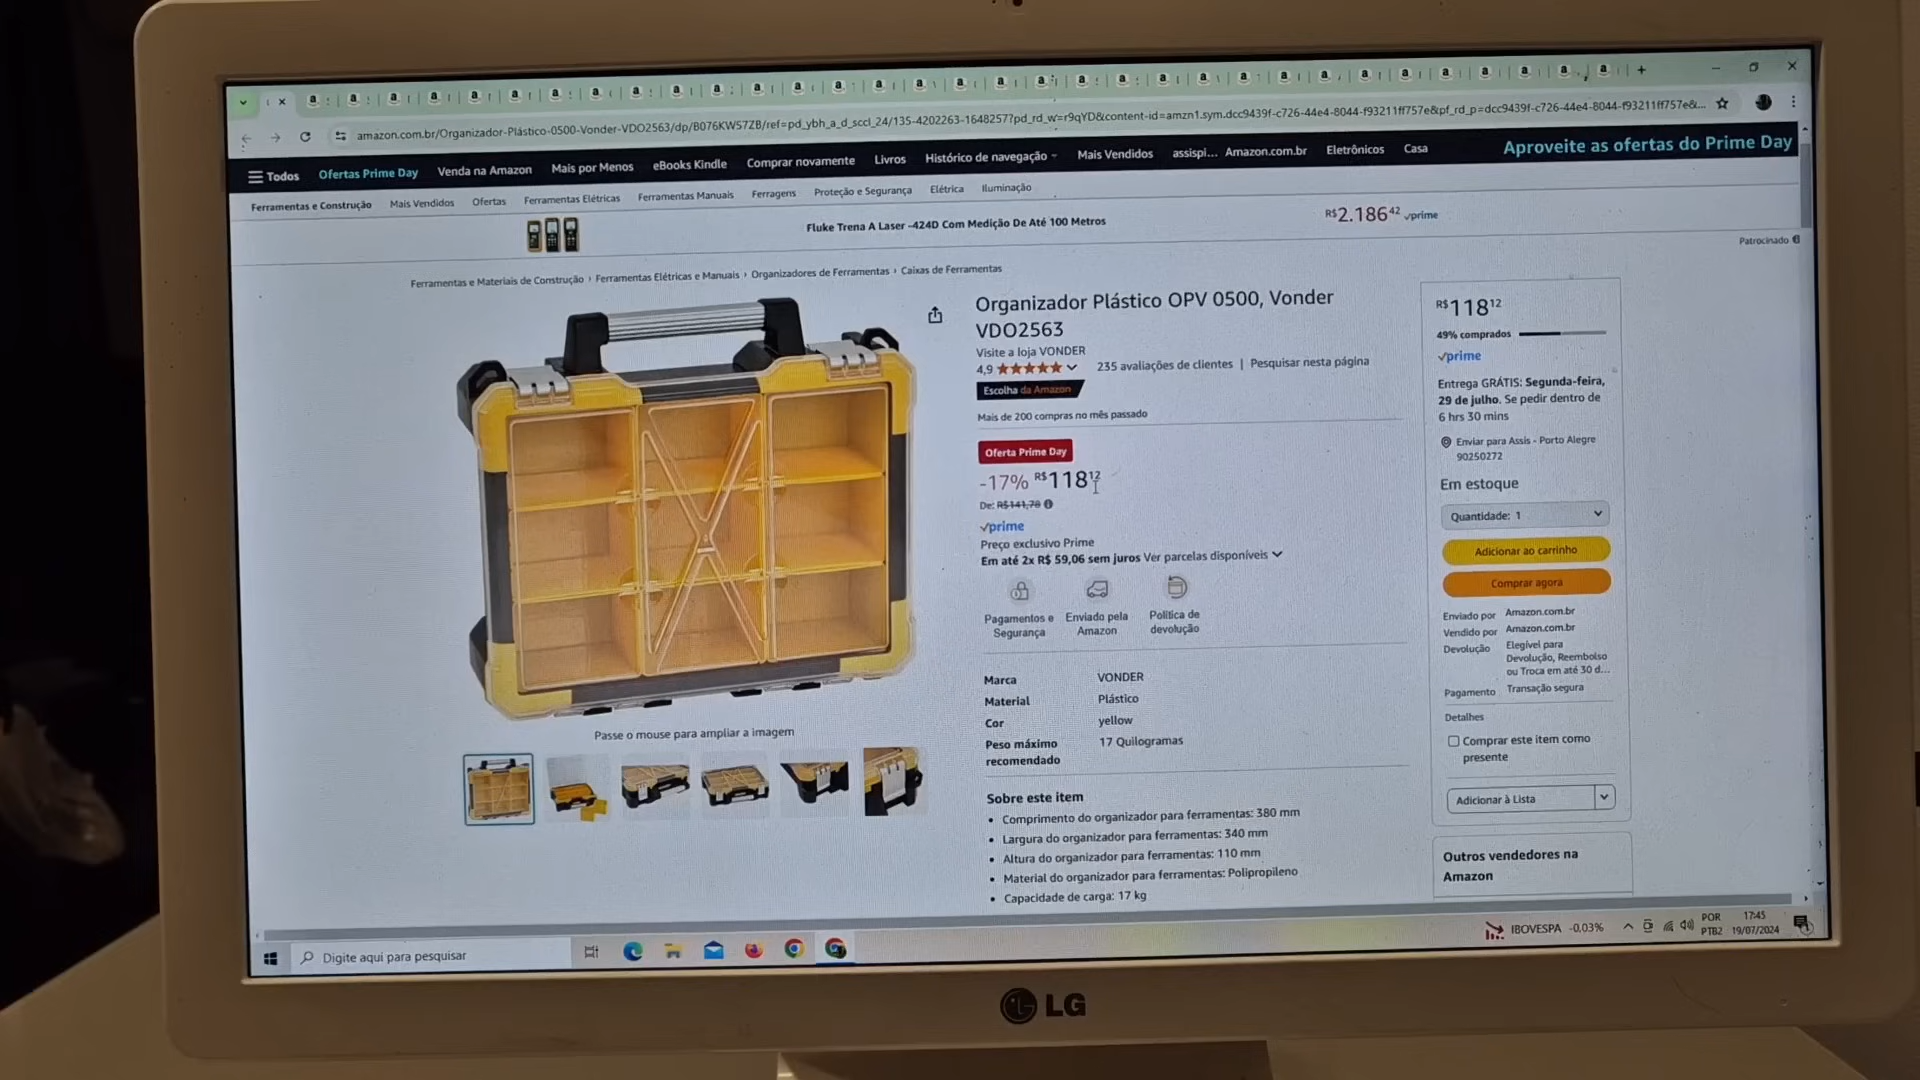 amazon.com.br/Organizador-Plástico-0500-Vonder-VDO2563/dp/B076KW57ZB/ref=pd_ybh_a_d_sccl_24/135-4202263-1648257?pd_rd_w=r9qYD&content-id=amzn1.sym.dcc9439f-c726-44e4-8044-f93211ff757e&pf_rd_p=dcc9439f-c726-44e4-8044-f93211ff757e&...
Todos Ofertas Prime Day Venda na Amazon Mais por Menos eBooks Kindle Comprar novamente Livros Histórico de navegação Mais Vendidos assispi... Amazon.com.br Eletrônicos Casa Aproveite as ofertas do Prime Day
Ferramentas e Construção Mais Vendidos Ofertas Ferramentas Elétricas Ferramentas Manuais Ferragens Proteção e Segurança Elétrica Iluminação
Fluke Trena A Laser -424D Com Medição De Até 100 Metros R$2.18642 prime
Patrocinado
Ferramentas e Materiais de Construção › Ferramentas Elétricas e Manuais › Organizadores de Ferramentas › Caixas de Ferramentas
Organizador Plástico OPV 0500, Vonder
VDO2563
Visite a loja VONDER
4,9 235 avaliações de clientes | Pesquisar nesta página
Escolha da Amazon
Mais de 200 compras no mês passado
Oferta Prime Day
-17% R$11812
De: R$141,78
prime
Preço exclusivo Prime
Em até 2x R$ 59,06 sem juros Ver parcelas disponíveis
Pagamentos e Segurança
Enviado pela Amazon
Política de devolução
Marca VONDER
Material Plástico
Cor yellow
Peso máximo recomendado 17 Quilogramas
Sobre este item
• Comprimento do organizador para ferramentas: 380 mm
• Largura do organizador para ferramentas: 340 mm
• Altura do organizador para ferramentas: 110 mm
• Material do organizador para ferramentas: Polipropileno
• Capacidade de carga: 17 kg
Passe o mouse para ampliar a imagem
R$11812
49% comprados
prime
Entrega GRÁTIS: Segunda-feira,
29 de julho. Se pedir dentro de
6 hrs 30 mins
Enviar para Assis - Porto Alegre
90250272
Em estoque
Quantidade: 1
Adicionar ao carrinho
Comprar agora
Enviado por Amazon.com.br
Vendido por Amazon.com.br
Devolução Elegível para
Devolução, Reembolso
ou Troca em até 30 d...
Pagamento Transação segura
Detalhes
Comprar este item como
presente
Adicionar à Lista
Outros vendedores na
Amazon
Digite aqui para pesquisar
IBOVESPA -0,03%
POR
PTB2
17:45
19/07/2024
LG